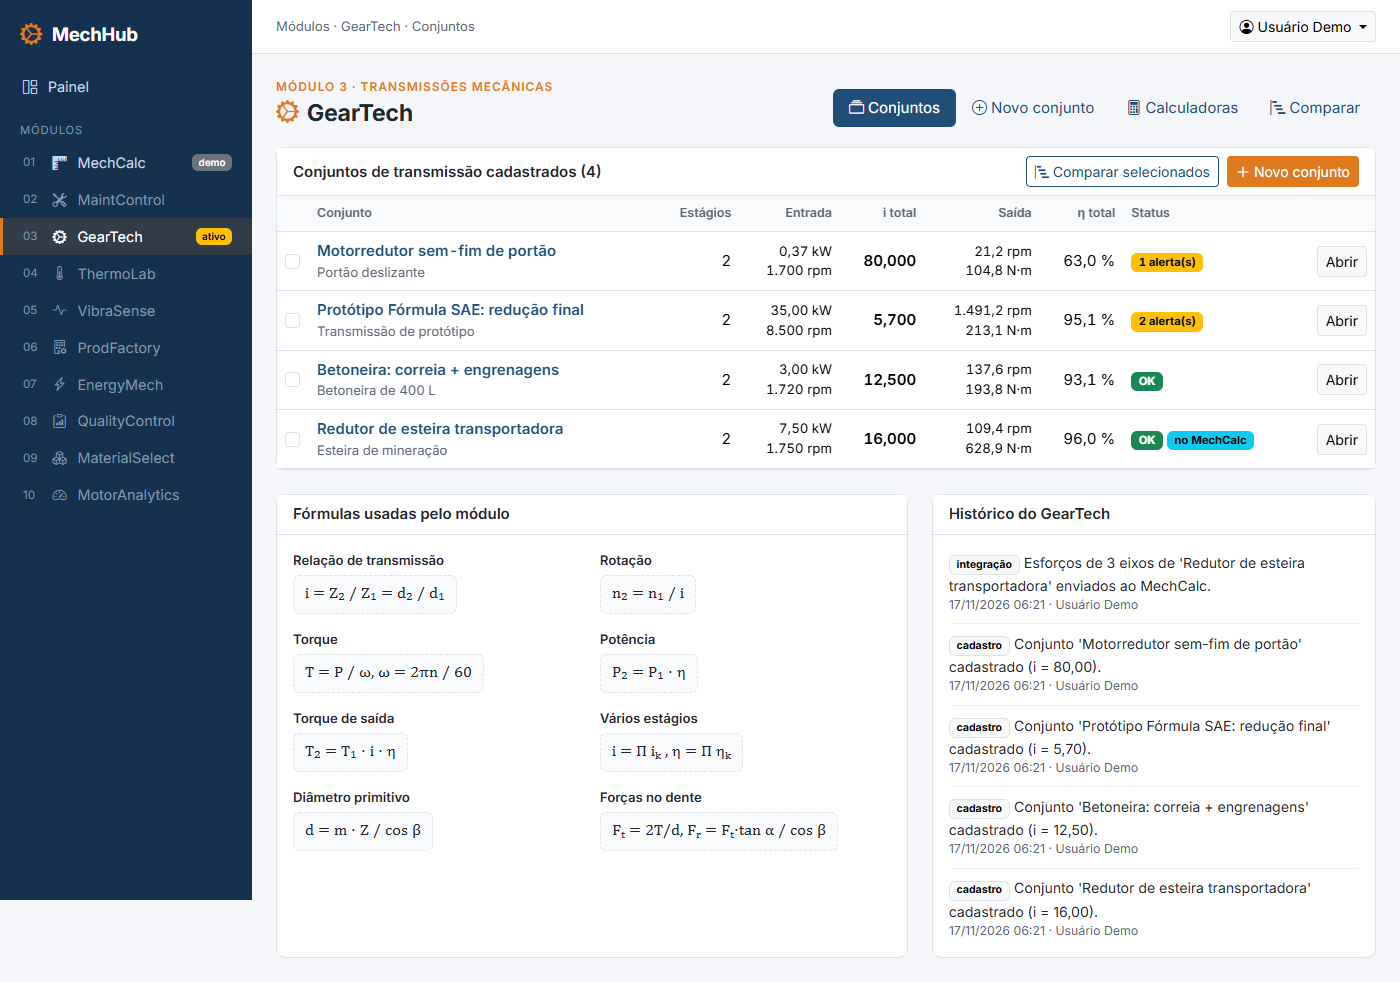 MechHub
Painel
MÓDULOS
01 MechCalc demo
02 MaintControl
03 GearTech ativo
04 ThermoLab
05 VibraSense
06 ProdFactory
07 EnergyMech
08 QualityControl
09 MaterialSelect
10 MotorAnalytics
Módulos · GearTech · Conjuntos
Usuário Demo
MÓDULO 3 · TRANSMISSÕES MECÂNICAS
GearTech
Conjuntos
Novo conjunto
Calculadoras
Comparar
Conjuntos de transmissão cadastrados (4)
Comparar selecionados
+ Novo conjunto
Conjunto Estágios Entrada i total Saída η total Status
Motorredutor sem-fim de portão
Portão deslizante
2
0,37 kW
1.700 rpm
80,000
21,2 rpm
104,8 N·m
63,0 %
1 alerta(s)
Abrir
Protótipo Fórmula SAE: redução final
Transmissão de protótipo
2
35,00 kW
8.500 rpm
5,700
1.491,2 rpm
213,1 N·m
95,1 %
2 alerta(s)
Abrir
Betoneira: correia + engrenagens
Betoneira de 400 L
2
3,00 kW
1.720 rpm
12,500
137,6 rpm
193,8 N·m
93,1 %
OK
Abrir
Redutor de esteira transportadora
Esteira de mineração
2
7,50 kW
1.750 rpm
16,000
109,4 rpm
628,9 N·m
96,0 %
OK no MechCalc
Abrir
Fórmulas usadas pelo módulo
Relação de transmissão
i = Z₂ / Z₁ = d₂ / d₁
Rotação
n₂ = n₁ / i
Torque
T = P / ω, ω = 2πn / 60
Potência
P₂ = P₁ · η
Torque de saída
T₂ = T₁ · i · η
Vários estágios
i = Π iₖ , η = Π ηₖ
Diâmetro primitivo
d = m · Z / cos β
Forças no dente
Fₜ = 2T/d, Fᵣ = Fₜ·tan α / cos β
Histórico do GearTech
integração Esforços de 3 eixos de 'Redutor de esteira
transportadora' enviados ao MechCalc.
17/11/2026 06:21 · Usuário Demo
cadastro Conjunto 'Motorredutor sem-fim de portão'
cadastrado (i = 80,00).
17/11/2026 06:21 · Usuário Demo
cadastro Conjunto 'Protótipo Fórmula SAE: redução final'
cadastrado (i = 5,70).
17/11/2026 06:21 · Usuário Demo
cadastro Conjunto 'Betoneira: correia + engrenagens'
cadastrado (i = 12,50).
17/11/2026 06:21 · Usuário Demo
cadastro Conjunto 'Redutor de esteira transportadora'
cadastrado (i = 16,00).
17/11/2026 06:21 · Usuário Demo